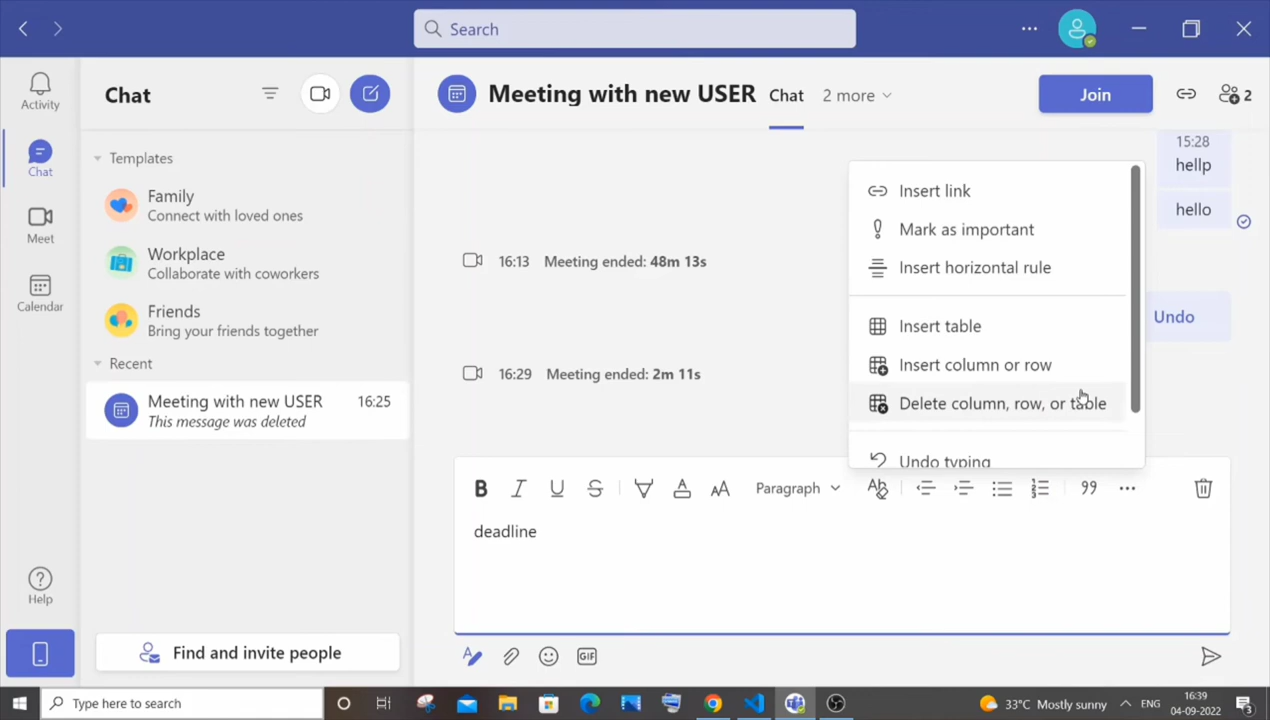 Search
Activity
Chat
Meet
Calendar
Help
Chat
Templates
Family
Connect with loved ones
Workplace
Collaborate with coworkers
Friends
Bring your friends together
Recent
Meeting with new USER 16:25
This message was deleted
Find and invite people
Meeting with new USER Chat 2 more Join 2
15:28
hellp
hello
16:13 Meeting ended: 48m 13s
Undo
16:29 Meeting ended: 2m 11s
Insert link
Mark as important
Insert horizontal rule
Insert table
Insert column or row
Delete column, row, or table
Undo typing
B I U S A AA Paragraph Ab 99 ...
deadline
GIF
Type here to search
33°C Mostly sunny ENG
16:39
04-09-2022
3